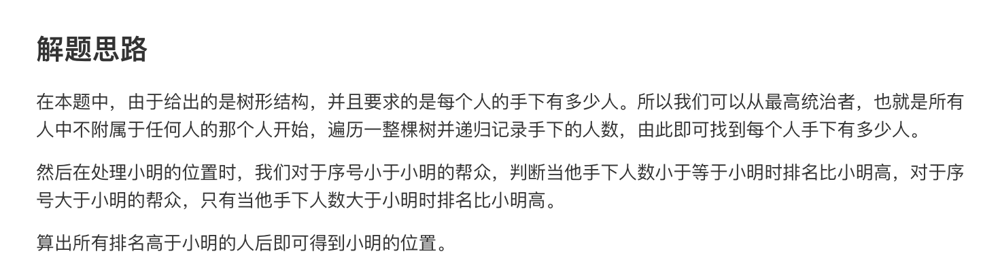 解题思路
在本题中，由于给出的是树形结构，并且要求的是每个人的手下有多少人。所以我们可以从最高统治者，也就是所有
人中不附属于任何人的那个人开始，遍历一整棵树并递归记录手下的人数，由此即可找到每个人手下有多少人。
然后在处理小明的位置时，我们对于序号小于小明的帮众，判断当他手下人数小于等于小明时排名比小明高，对于序
号大于小明的帮众，只有当他手下人数大于小明时排名比小明高。
算出所有排名高于小明的人后即可得到小明的位置。